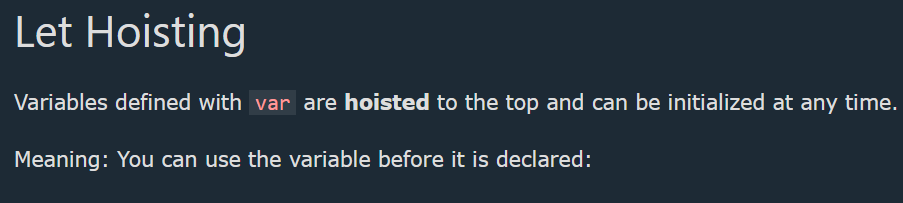 Let Hoisting
Variables defined with var are hoisted to the top and can be initialized at any time.
Meaning: You can use the variable before it is declared: